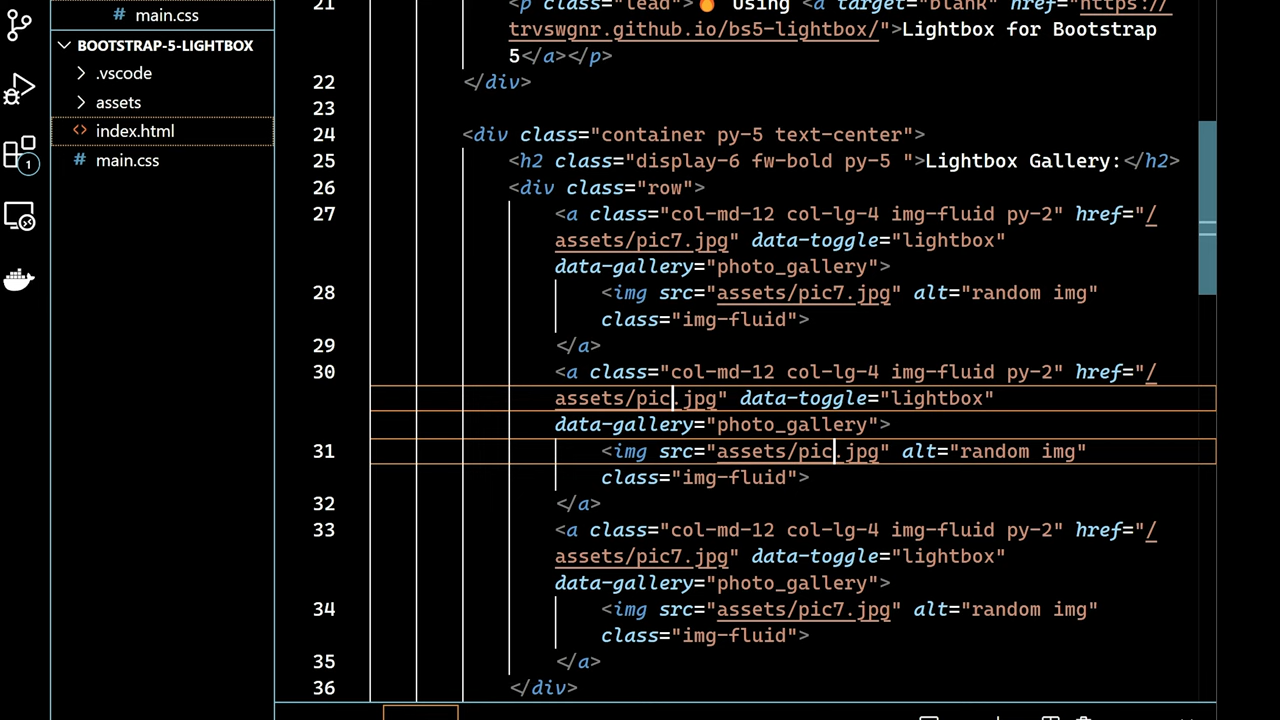 # main.css
BOOTSTRAP-5-LIGHTBOX
.vscode
assets
<> index.html
# main.css
1
21 <p class="lead">🔥 Using <a target="blank" href="https://
trvswgnr.github.io/bs5-lightbox/">Lightbox for Bootstrap
5</a></p>
22 </div>
23
24 <div class="container py-5 text-center">
25 <h2 class="display-6 fw-bold py-5 ">Lightbox Gallery:</h2>
26 <div class="row">
27 <a class="col-md-12 col-lg-4 img-fluid py-2" href="/
assets/pic7.jpg" data-toggle="lightbox"
data-gallery="photo_gallery">
28 <img src="assets/pic7.jpg" alt="random img"
class="img-fluid">
29 </a>
30 <a class="col-md-12 col-lg-4 img-fluid py-2" href="/
assets/pic.jpg" data-toggle="lightbox"
data-gallery="photo_gallery">
31 <img src="assets/pic.jpg" alt="random img"
class="img-fluid">
32 </a>
33 <a class="col-md-12 col-lg-4 img-fluid py-2" href="/
assets/pic7.jpg" data-toggle="lightbox"
data-gallery="photo_gallery">
34 <img src="assets/pic7.jpg" alt="random img"
class="img-fluid">
35 </a>
36 </div>